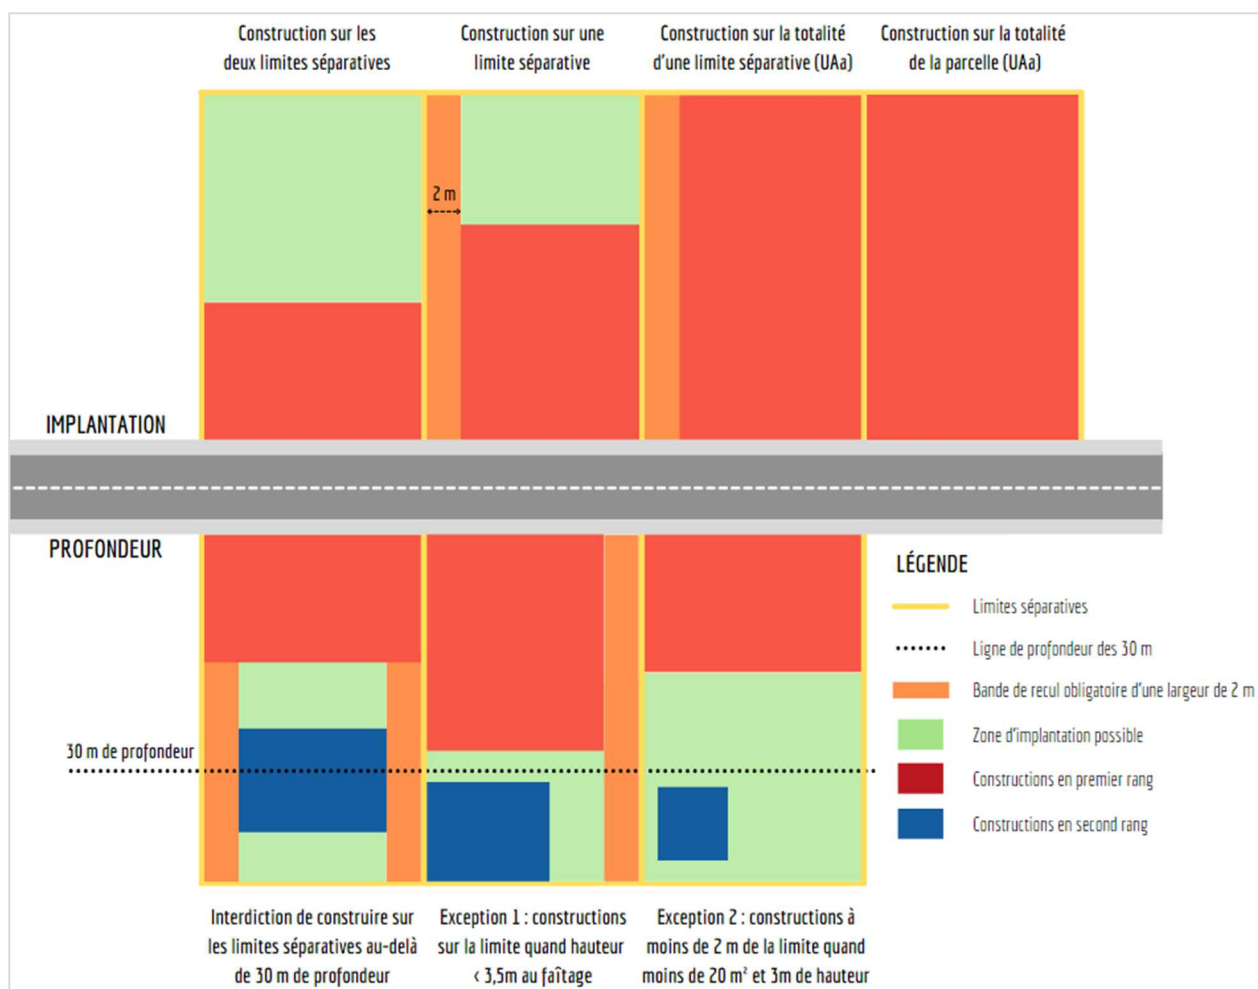 Construction sur les
deux limites séparatives
Construction sur une
limite séparative
Construction sur la totalité
d'une limite séparative (UAa)
Construction sur la totalité
de la parcelle (UAa)
2 m
IMPLANTATION
PROFONDEUR
30 m de profondeur
LÉGENDE
Limites séparatives
Ligne de profondeur des 30 m
Bande de recul obligatoire d'une largeur de 2 m
Zone d'implantation possible
Constructions en premier rang
Constructions en second rang
Interdiction de construire sur
les limites séparatives au-delà
de 30 m de profondeur
Exception 1 : constructions
sur la limite quand hauteur
< 3,5m au faîtage
Exception 2 : constructions à
moins de 2 m de la limite quand
moins de 20 m² et 3m de hauteur